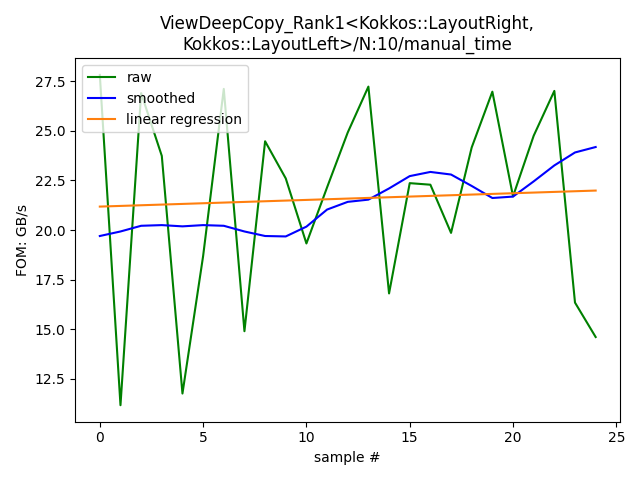 ViewDeepCopy_Rank1<Kokkos::LayoutRight,
Kokkos::LayoutLeft>/N:10/manual_time
raw
smoothed
linear regression
FOM: GB/s
27.5
25.0
22.5
20.0
17.5
15.0
12.5
0
5
10
15
20
25
sample #